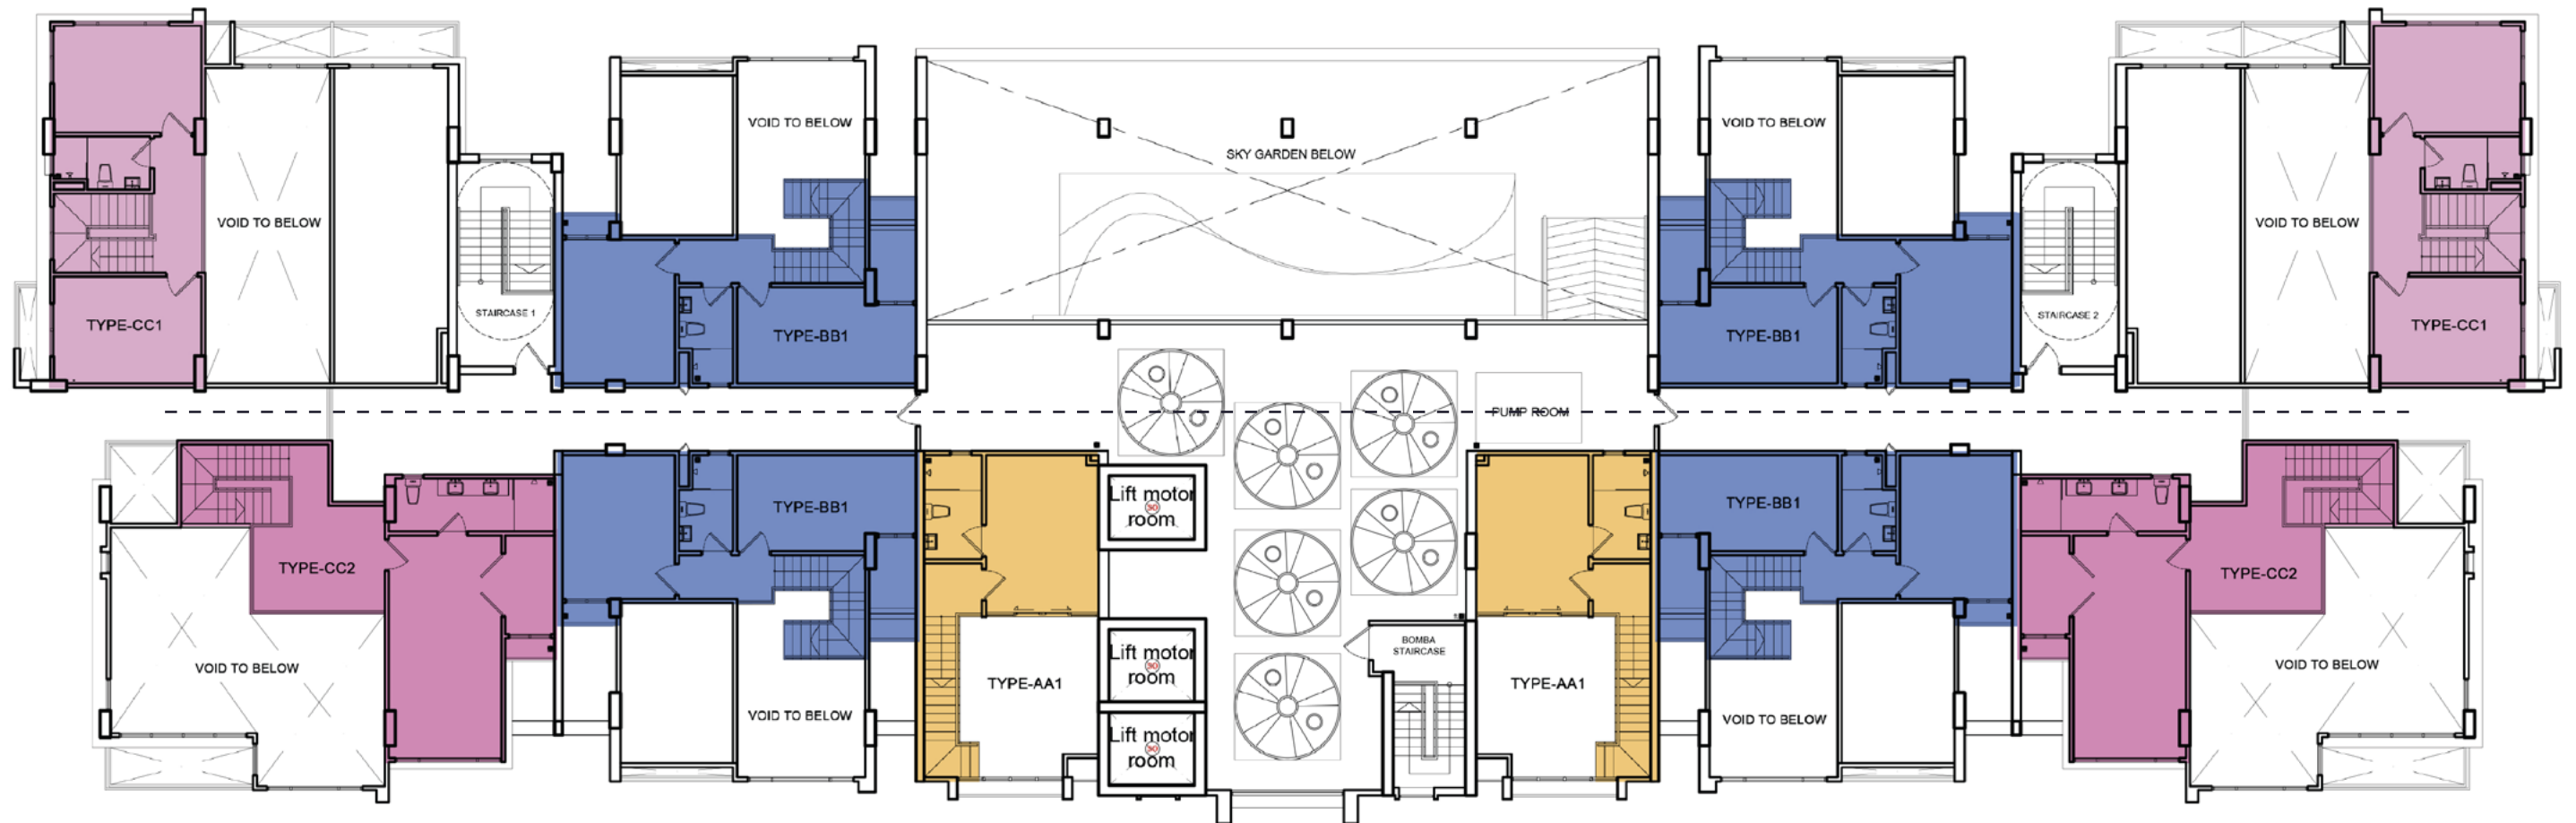 VOID TO BELOW
VOID TO BELOW
SKY GARDEN BELOW
VOID TO BELOW
VOID TO BELOW
VOID TO BELOW
STAIRCASE 1
STAIRCASE 2
TYPE-CC1
TYPE-BB1
TYPE-BB1
TYPE-CC1
PUMP ROOM
Lift motor
room
TYPE-BB1
TYPE-BB1
TYPE-CC2
TYPE-CC2
BOMBA
STAIRCASE
Lift motor
room
VOID TO BELOW
VOID TO BELOW
TYPE-AA1
TYPE-AA1
VOID TO BELOW
VOID TO BELOW
Lift motor
room